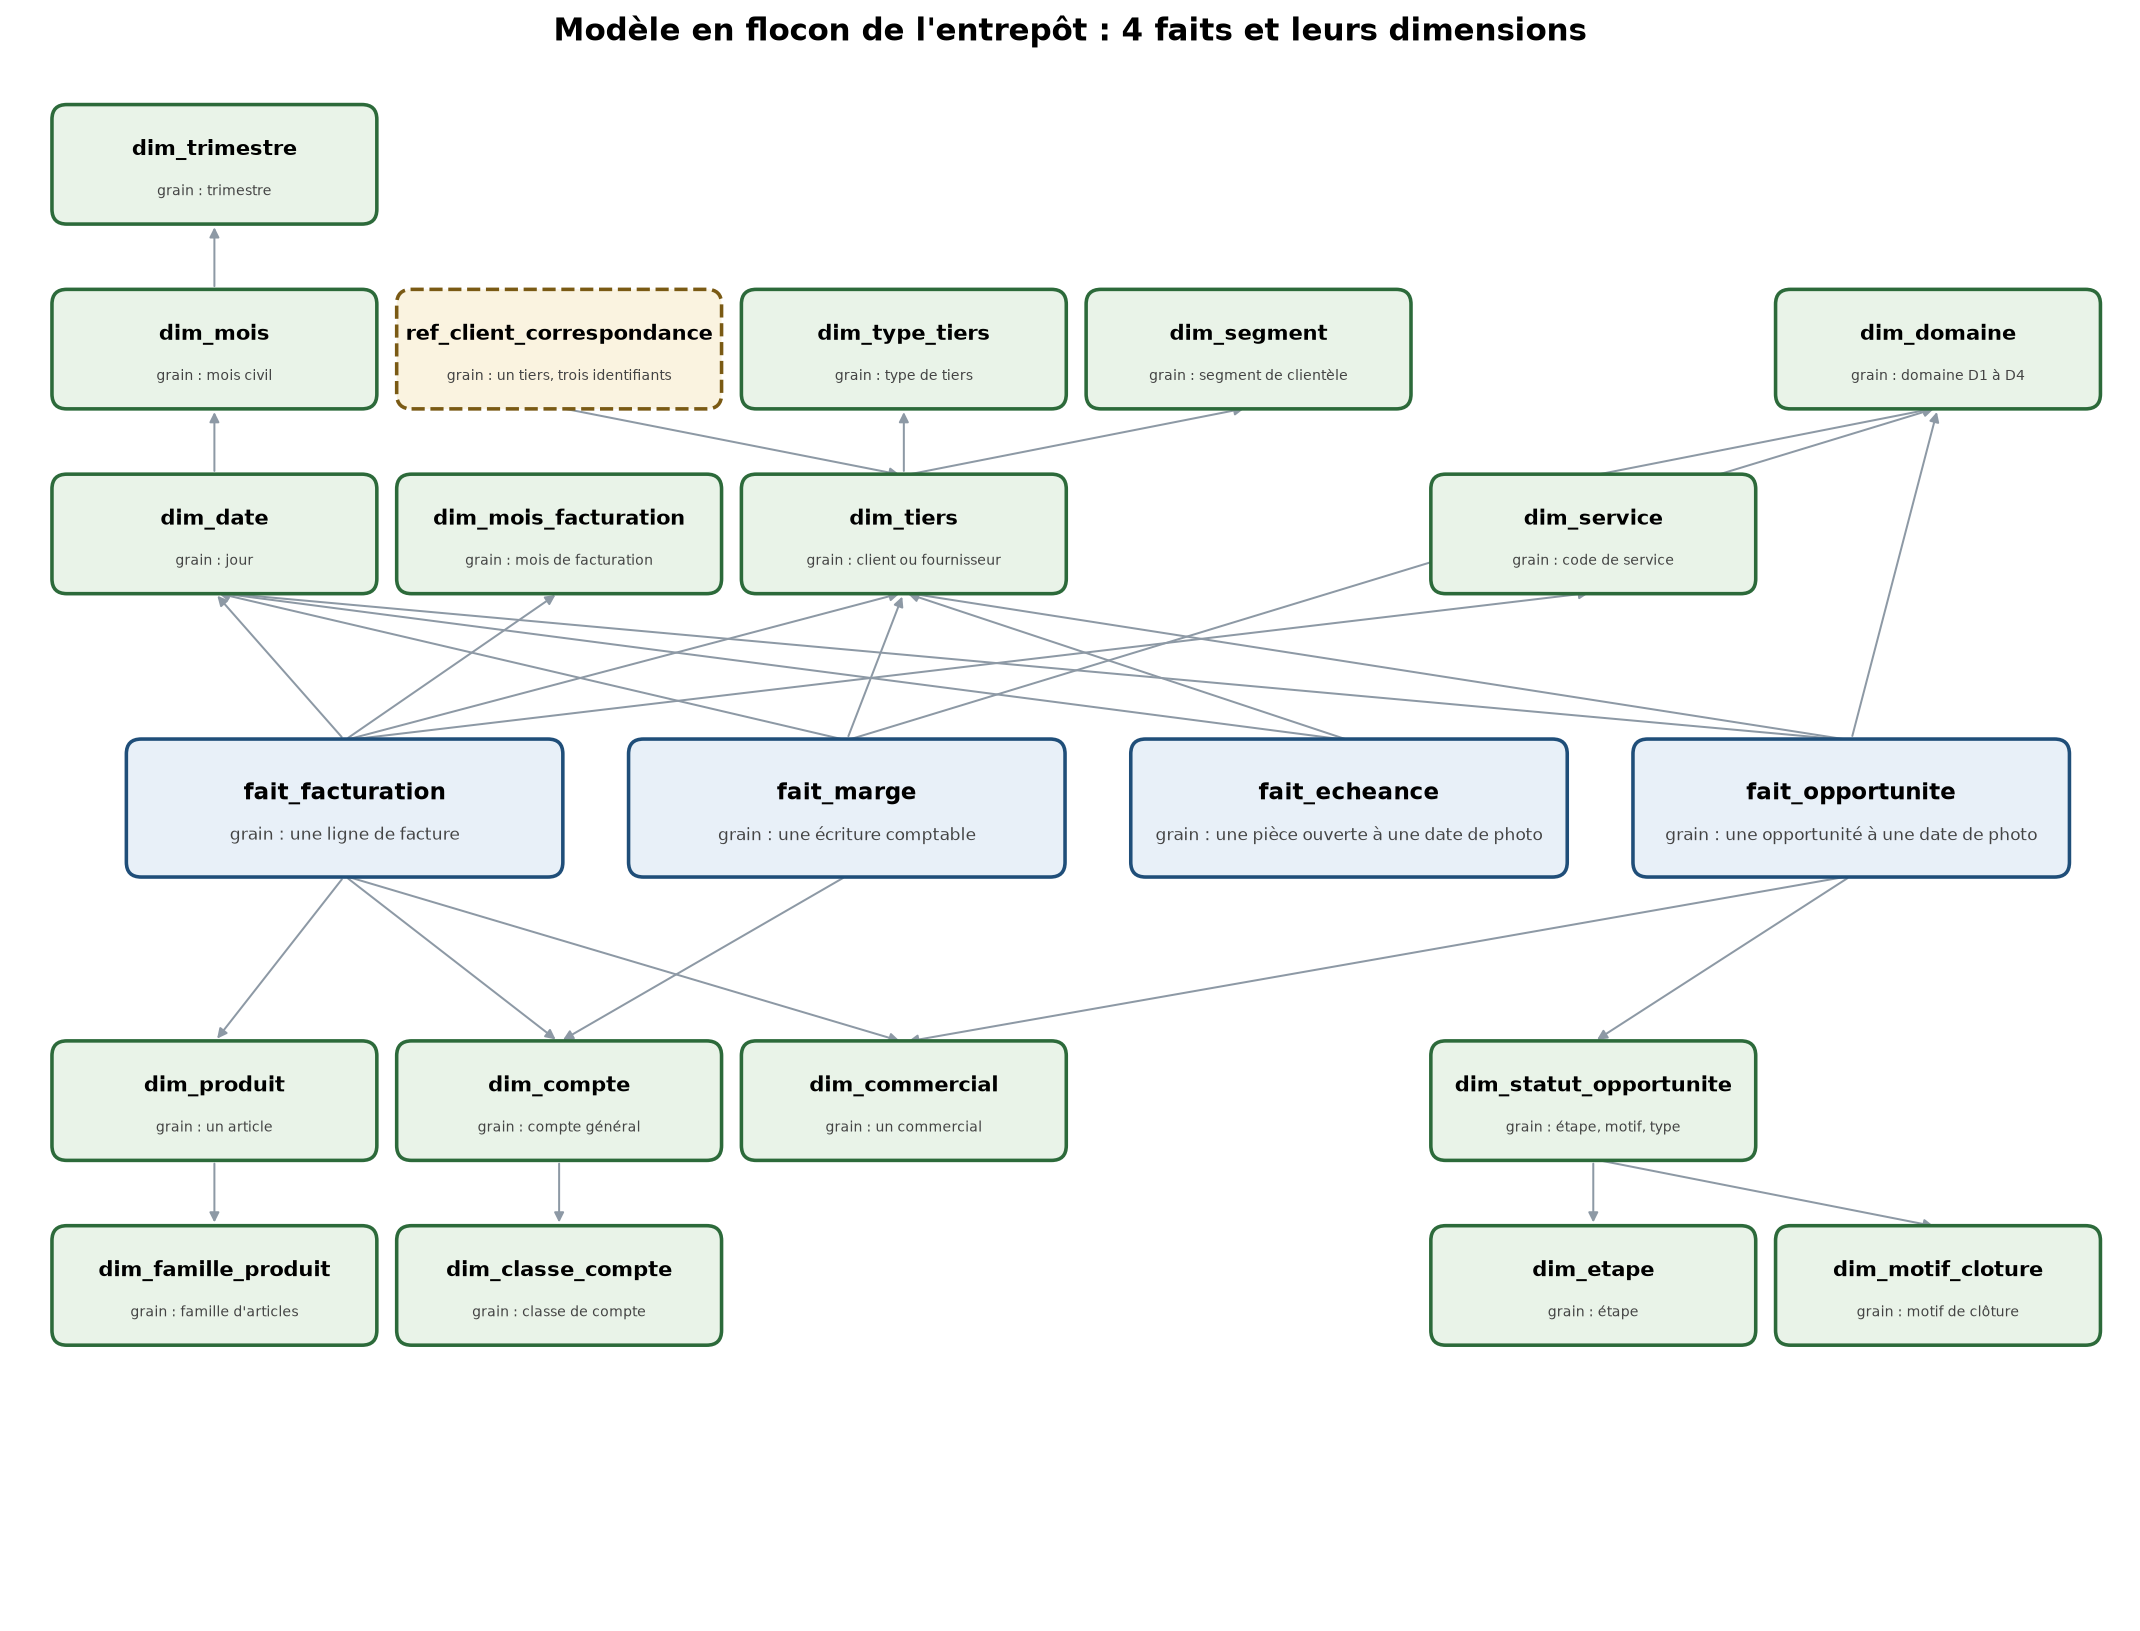 Modèle en flocon de l'entrepôt : 4 faits et leurs dimensions
dim_trimestre
grain : trimestre
dim_mois
grain : mois civil
ref_client_correspondance
grain : un tiers, trois identifiants
dim_type_tiers
grain : type de tiers
dim_segment
grain : segment de clientèle
dim_domaine
grain : domaine D1 à D4
dim_date
grain : jour
dim_mois_facturation
grain : mois de facturation
dim_tiers
grain : client ou fournisseur
dim_service
grain : code de service
fait_facturation
grain : une ligne de facture
fait_marge
grain : une écriture comptable
fait_echeance
grain : une pièce ouverte à une date de photo
fait_opportunite
grain : une opportunité à une date de photo
dim_produit
grain : un article
dim_compte
grain : compte général
dim_commercial
grain : un commercial
dim_statut_opportunite
grain : étape, motif, type
dim_famille_produit
grain : famille d'articles
dim_classe_compte
grain : classe de compte
dim_etape
grain : étape
dim_motif_cloture
grain : motif de clôture